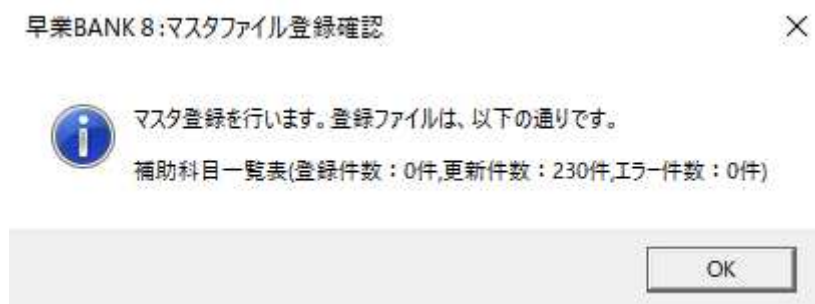 早業BANK 8:マスタファイル登録確認
マスタ登録を行います。登録ファイルは、以下の通りです。
補助科目一覧表(登録件数：0件,更新件数：230件,エラー件数：0件)
OK